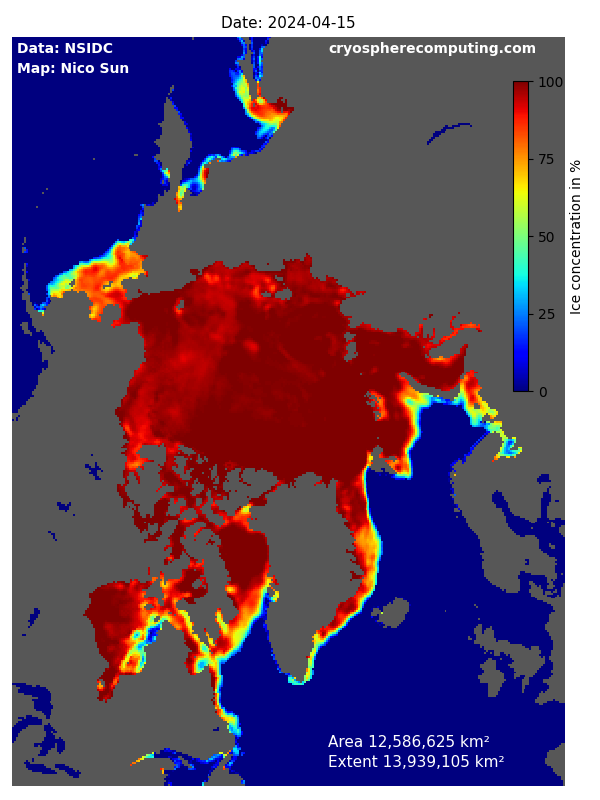 Date: 2024-04-15
Data: NSIDC
Map: Nico Sun
cryospherecomputing.com
100
75
50
25
0
Ice concentration in %
Area 12,586,625 km²
Extent 13,939,105 km²